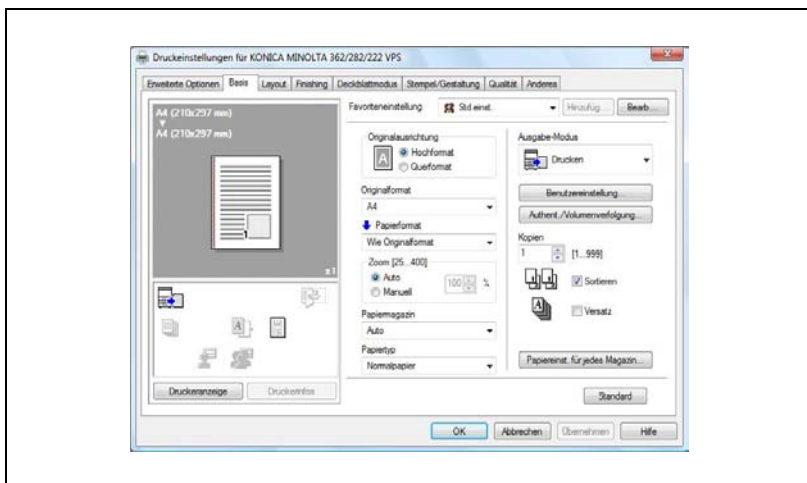 Druckeinstellungen für KONICA MINOLTA 362/282/222 VPS
Erweiterte Optionen Basis Layout Finishing Deckblattmodus Stempel/Gestaltung Qualität Anderes
A4 (210x297 mm)
A4 (210x297 mm)
x1
Druckeranzeige Druckerinfos
Favoriteneinstellung Std.einst. Hinzufüg... Bearb...
Originalausrichtung
A
Hochformat
Querformat
Originalformat
A4
Papierformat
Wie Originalformat
Zoom [25...400]
Auto
Manuell
100 %
Papiermagazin
Auto
Papiertyp
Normalpapier
Ausgabe-Modus
Drucken
Benutzereinstellung...
Authent./Volumenverfolgung...
Kopien
1 [1...999]
Sortieren
Versatz
Papiereinst. für jedes Magazin...
Standard
OK Abbrechen Übernehmen Hilfe